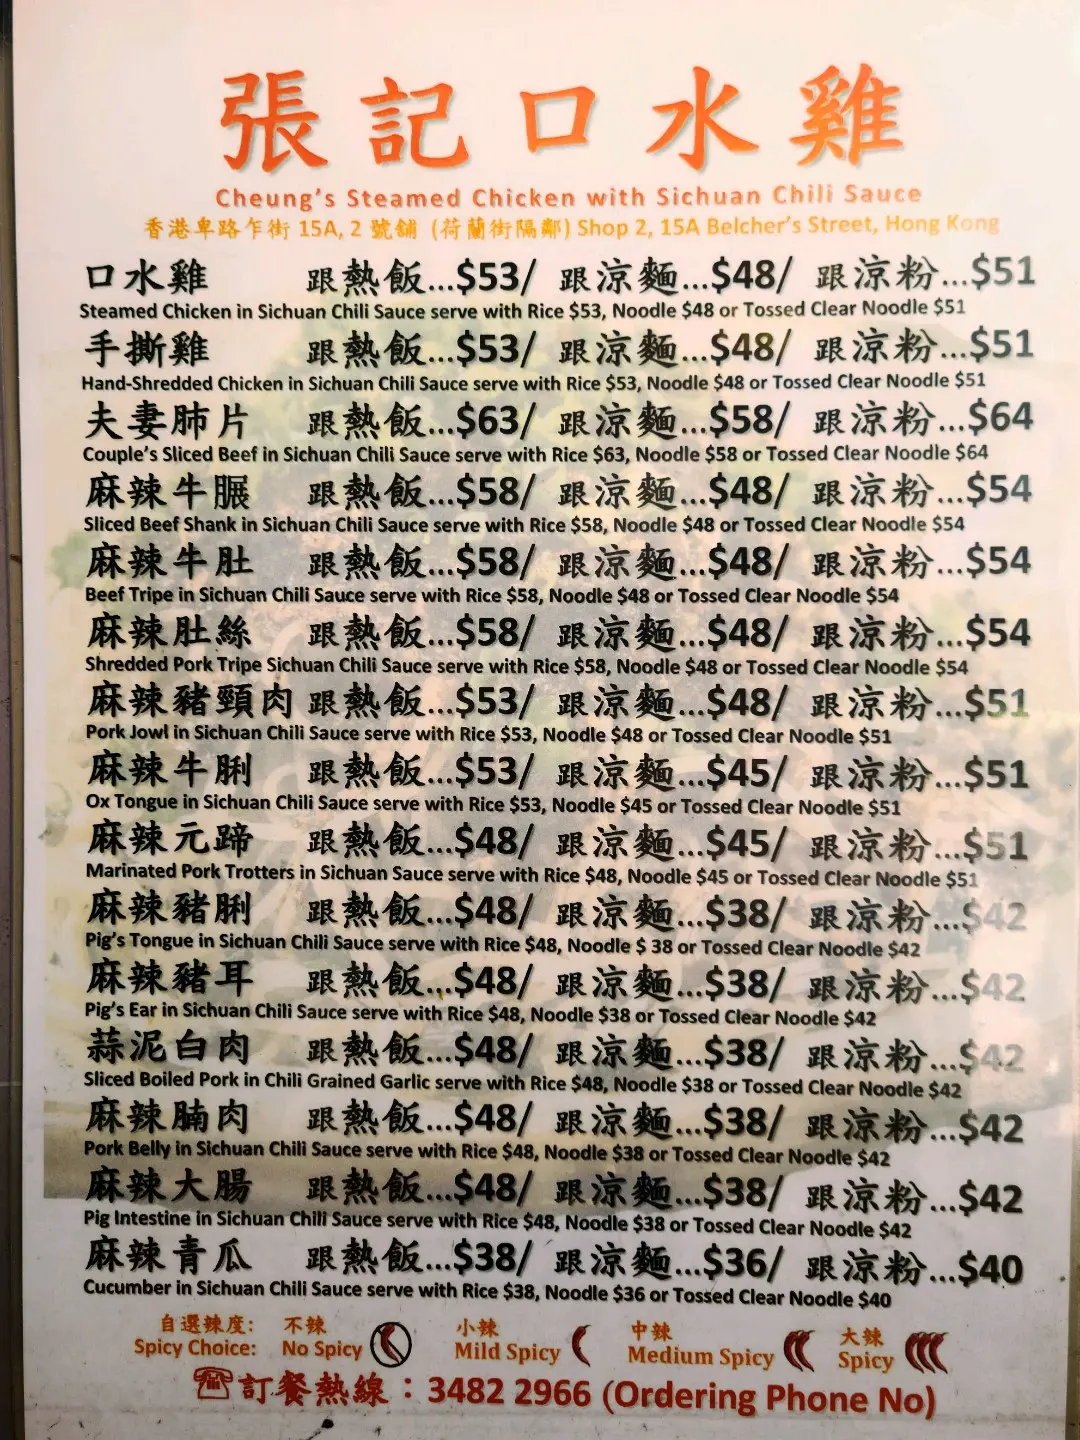 張記口水雞
Cheung's Steamed Chicken with Sichuan Chili Sauce
香港卑路乍街 15A, 2 號舖 (荷蘭街隔鄰) Shop 2, 15A Belcher's Street, Hong Kong
口水雞 跟熱飯...$53/ 跟涼麵...$48/ 跟涼粉...$51
Steamed Chicken in Sichuan Chili Sauce serve with Rice $53, Noodle $48 or Tossed Clear Noodle $51
手撕雞 跟熱飯...$53/ 跟涼麵...$48/ 跟涼粉...$51
Hand-Shredded Chicken in Sichuan Chili Sauce serve with Rice $53, Noodle $48 or Tossed Clear Noodle $51
夫妻肺片 跟熱飯...$63/ 跟涼麵...$58/ 跟涼粉...$64
Couple's Sliced Beef in Sichuan Chili Sauce serve with Rice $63, Noodle $58 or Tossed Clear Noodle $64
麻辣牛𦟌 跟熱飯...$58/ 跟涼麵...$48/ 跟涼粉...$54
Sliced Beef Shank in Sichuan Chili Sauce serve with Rice $58, Noodle $48 or Tossed Clear Noodle $54
麻辣牛肚 跟熱飯...$58/ 跟涼麵...$48/ 跟涼粉...$54
Beef Tripe in Sichuan Chili Sauce serve with Rice $58, Noodle $48 or Tossed Clear Noodle $54
麻辣肚絲 跟熱飯...$58/ 跟涼麵...$48/ 跟涼粉...$54
Shredded Pork Tripe Sichuan Chili Sauce serve with Rice $58, Noodle $48 or Tossed Clear Noodle $54
麻辣豬頸肉 跟熱飯...$53/ 跟涼麵...$48/ 跟涼粉...$51
Pork Jowl in Sichuan Chili Sauce serve with Rice $53, Noodle $48 or Tossed Clear Noodle $51
麻辣牛脷 跟熱飯...$53/ 跟涼麵...$45/ 跟涼粉...$51
Ox Tongue in Sichuan Chili Sauce serve with Rice $53, Noodle $45 or Tossed Clear Noodle $51
麻辣元蹄 跟熱飯...$48/ 跟涼麵...$45/ 跟涼粉...$51
Marinated Pork Trotters in Sichuan Chili Sauce serve with Rice $48, Noodle $45 or Tossed Clear Noodle $51
麻辣豬脷 跟熱飯...$48/ 跟涼麵...$38/ 跟涼粉...$42
Pig's Tongue in Sichuan Chili Sauce serve with Rice $48, Noodle $ 38 or Tossed Clear Noodle $42
麻辣豬耳 跟熱飯...$48/ 跟涼麵...$38/ 跟涼粉...$42
Pig's Ear in Sichuan Chili Sauce serve with Rice $48, Noodle $38 or Tossed Clear Noodle $42
蒜泥白肉 跟熱飯...$48/ 跟涼麵...$38/ 跟涼粉...$42
Sliced Boiled Pork in Chili Grained Garlic serve with Rice $48, Noodle $38 or Tossed Clear Noodle $42
麻辣腩肉 跟熱飯...$48/ 跟涼麵...$38/ 跟涼粉...$42
Pork Belly in Sichuan Chili Sauce serve with Rice $48, Noodle $38 or Tossed Clear Noodle $42
麻辣大腸 跟熱飯...$48/ 跟涼麵...$38/ 跟涼粉...$42
Pig Intestine in Sichuan Chili Sauce serve with Rice $48, Noodle $38 or Tossed Clear Noodle $42
麻辣青瓜 跟熱飯...$38/ 跟涼麵...$36/ 跟涼粉...$40
Cucumber in Sichuan Chili Sauce serve with Rice $38, Noodle $36 or Tossed Clear Noodle $40
自選辣度: 不辣 小辣 中辣 大辣
Spicy Choice: No Spicy Mild Spicy Medium Spicy Spicy
☎訂餐熱線：3482 2966 (Ordering Phone No)